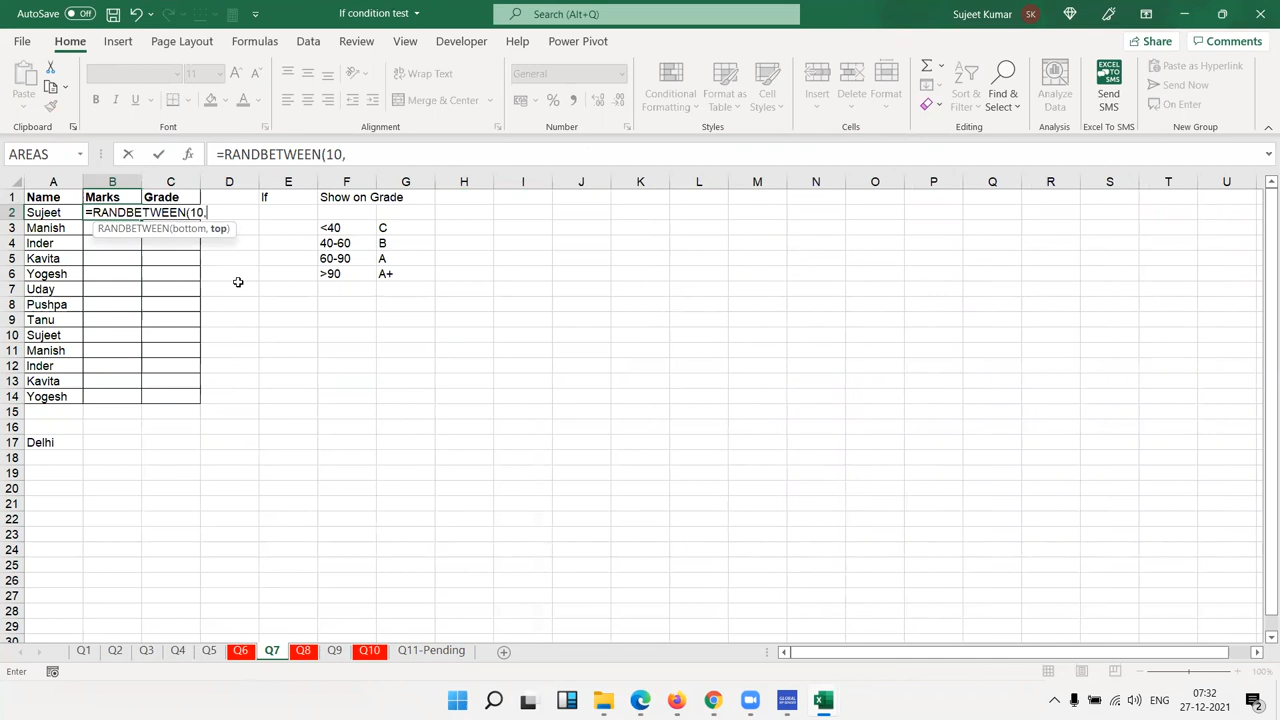 AutoSave Off If condition test Search (Alt+Q) Sujeet Kumar SK
File Home Insert Page Layout Formulas Data Review View Developer Help Power Pivot Share Comments
Paste 11 Wrap Text General Conditional Formatting Format as Table Cell Styles Insert Delete Format Sort & Filter Find & Select Analyze Data Send SMS Paste as Hyperlink
Send Now
B I U A Merge & Center % On Enter
Clipboard Font Alignment Number Styles Cells Editing Analysis Excel To SMS New Group
AREAS fx =RANDBETWEEN(10,
A B C D E F G H I J K L M N O P Q R S T U
1 Name Marks Grade If Show on Grade
2 Sujeet =RANDBETWEEN(10,
RANDBETWEEN(bottom, top)
3 Manish <40 C
4 Inder 40-60 B
5 Kavita 60-90 A
6 Yogesh >90 A+
7 Uday
8 Pushpa
9 Tanu
10 Sujeet
11 Manish
12 Inder
13 Kavita
14 Yogesh
15
16
17 Delhi
18
19
20
21
22
23
24
25
26
27
28
29
30
Q1 Q2 Q3 Q4 Q5 Q6 Q7 Q8 Q9 Q10 Q11-Pending
Enter 100%
ENG 07:32
27-12-2021 2